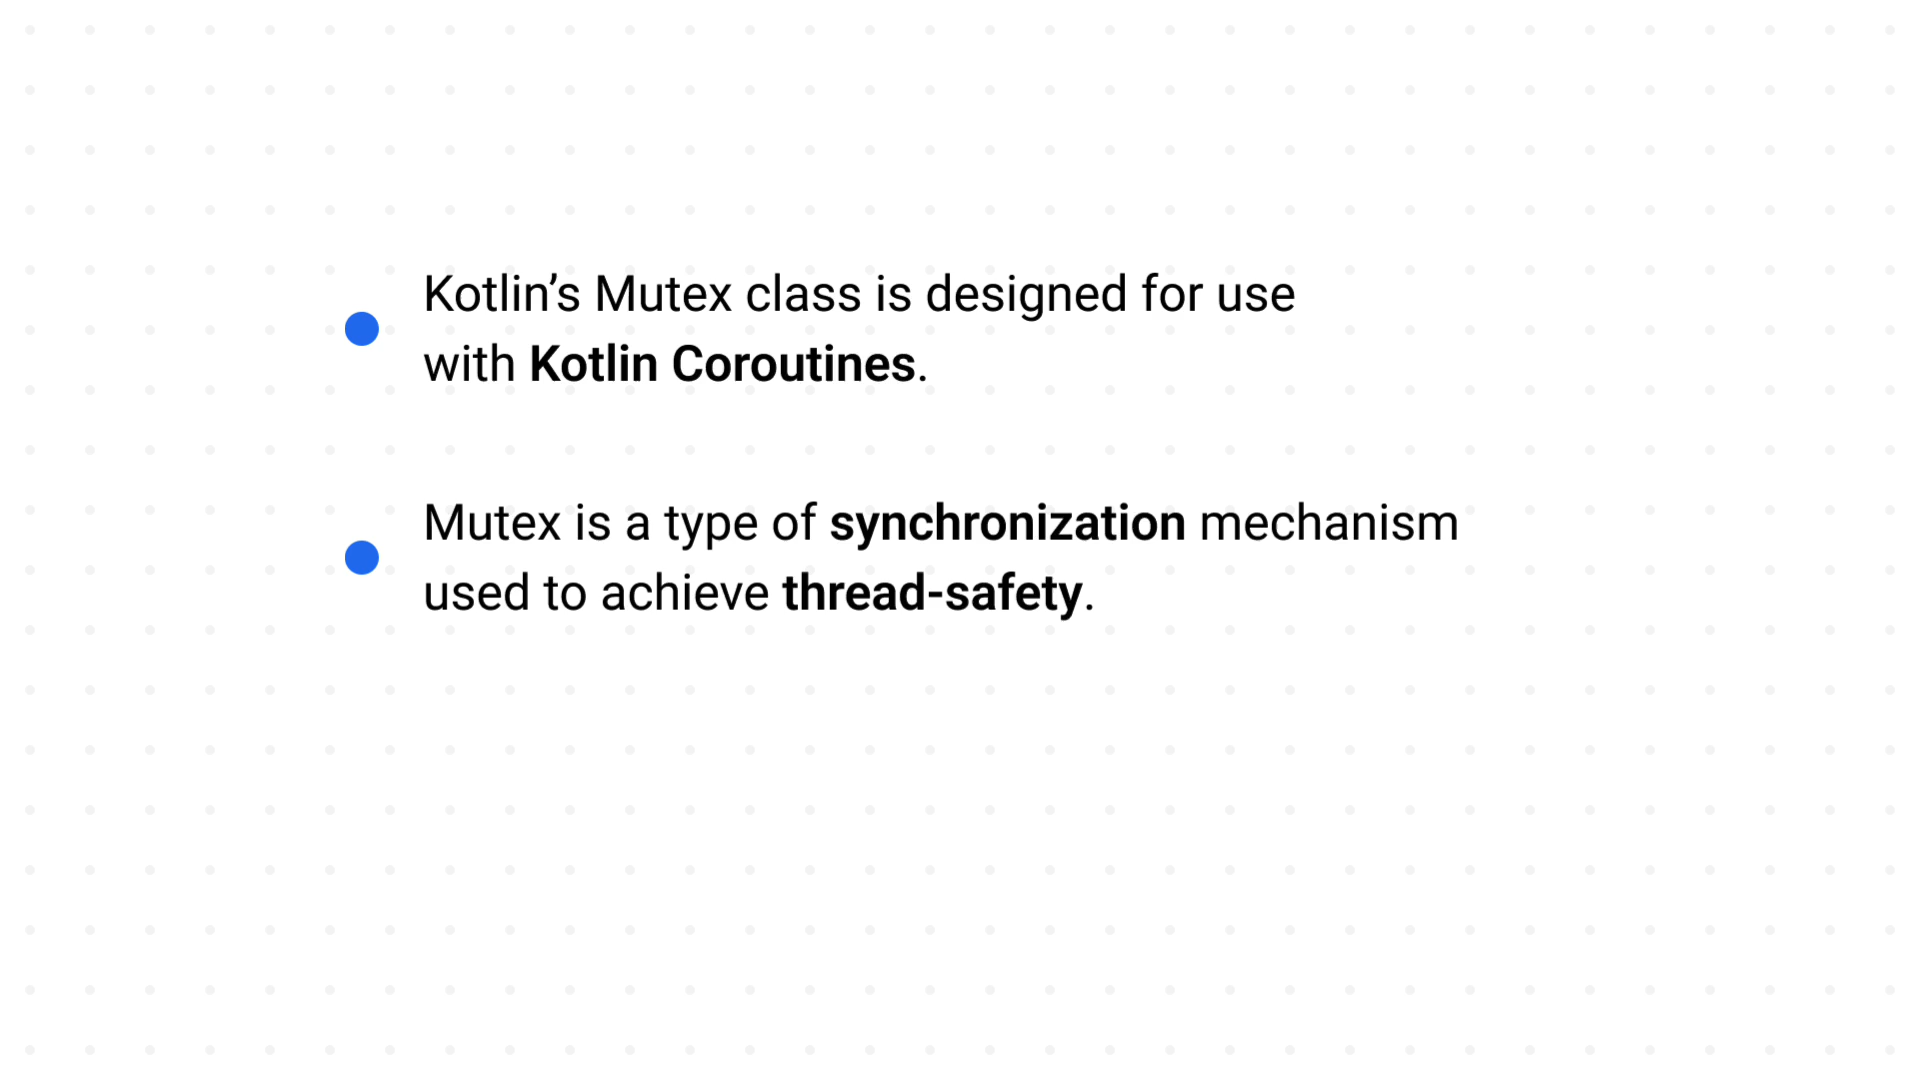 Kotlin’s Mutex class is designed for use
with Kotlin Coroutines.
Mutex is a type of synchronization mechanism
used to achieve thread-safety.